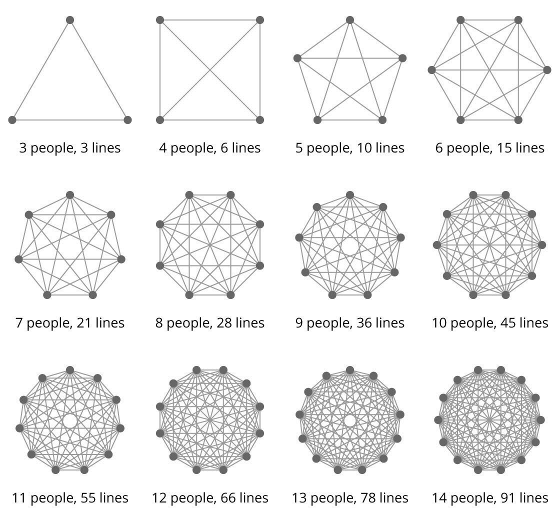 3 people, 3 lines
4 people, 6 lines
5 people, 10 lines
6 people, 15 lines
7 people, 21 lines
8 people, 28 lines
9 people, 36 lines
10 people, 45 lines
11 people, 55 lines
12 people, 66 lines
13 people, 78 lines
14 people, 91 lines